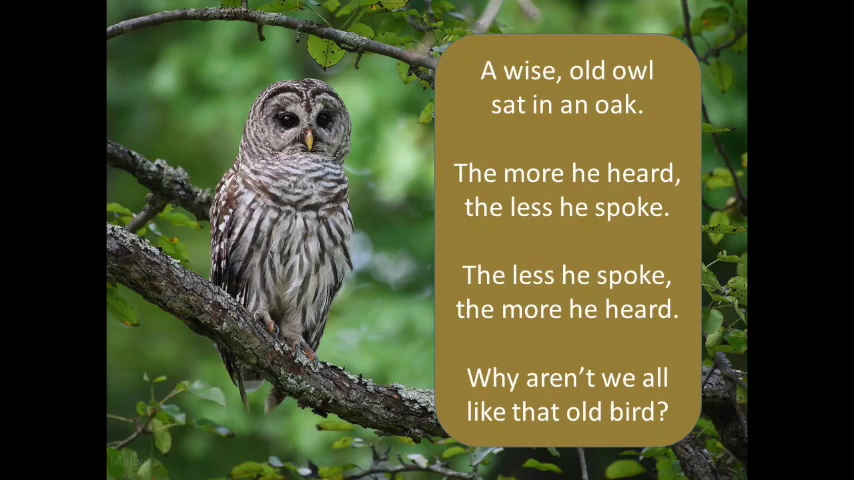 A wise, old owl
sat in an oak.
The more he heard,
the less he spoke.
The less he spoke,
the more he heard.
Why aren’t we all
like that old bird?